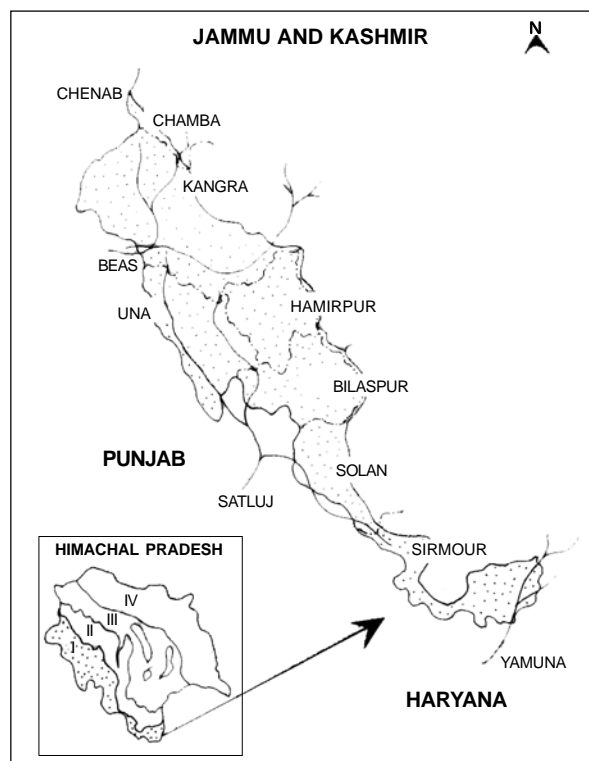 JAMMU AND KASHMIR
N
CHENAB
CHAMBA
KANGRA
BEAS
HAMIRPUR
UNA
BILASPUR
PUNJAB
SOLAN
SATLUJ
SIRMOUR
HIMACHAL PRADESH
IV
III
II
I
YAMUNA
HARYANA